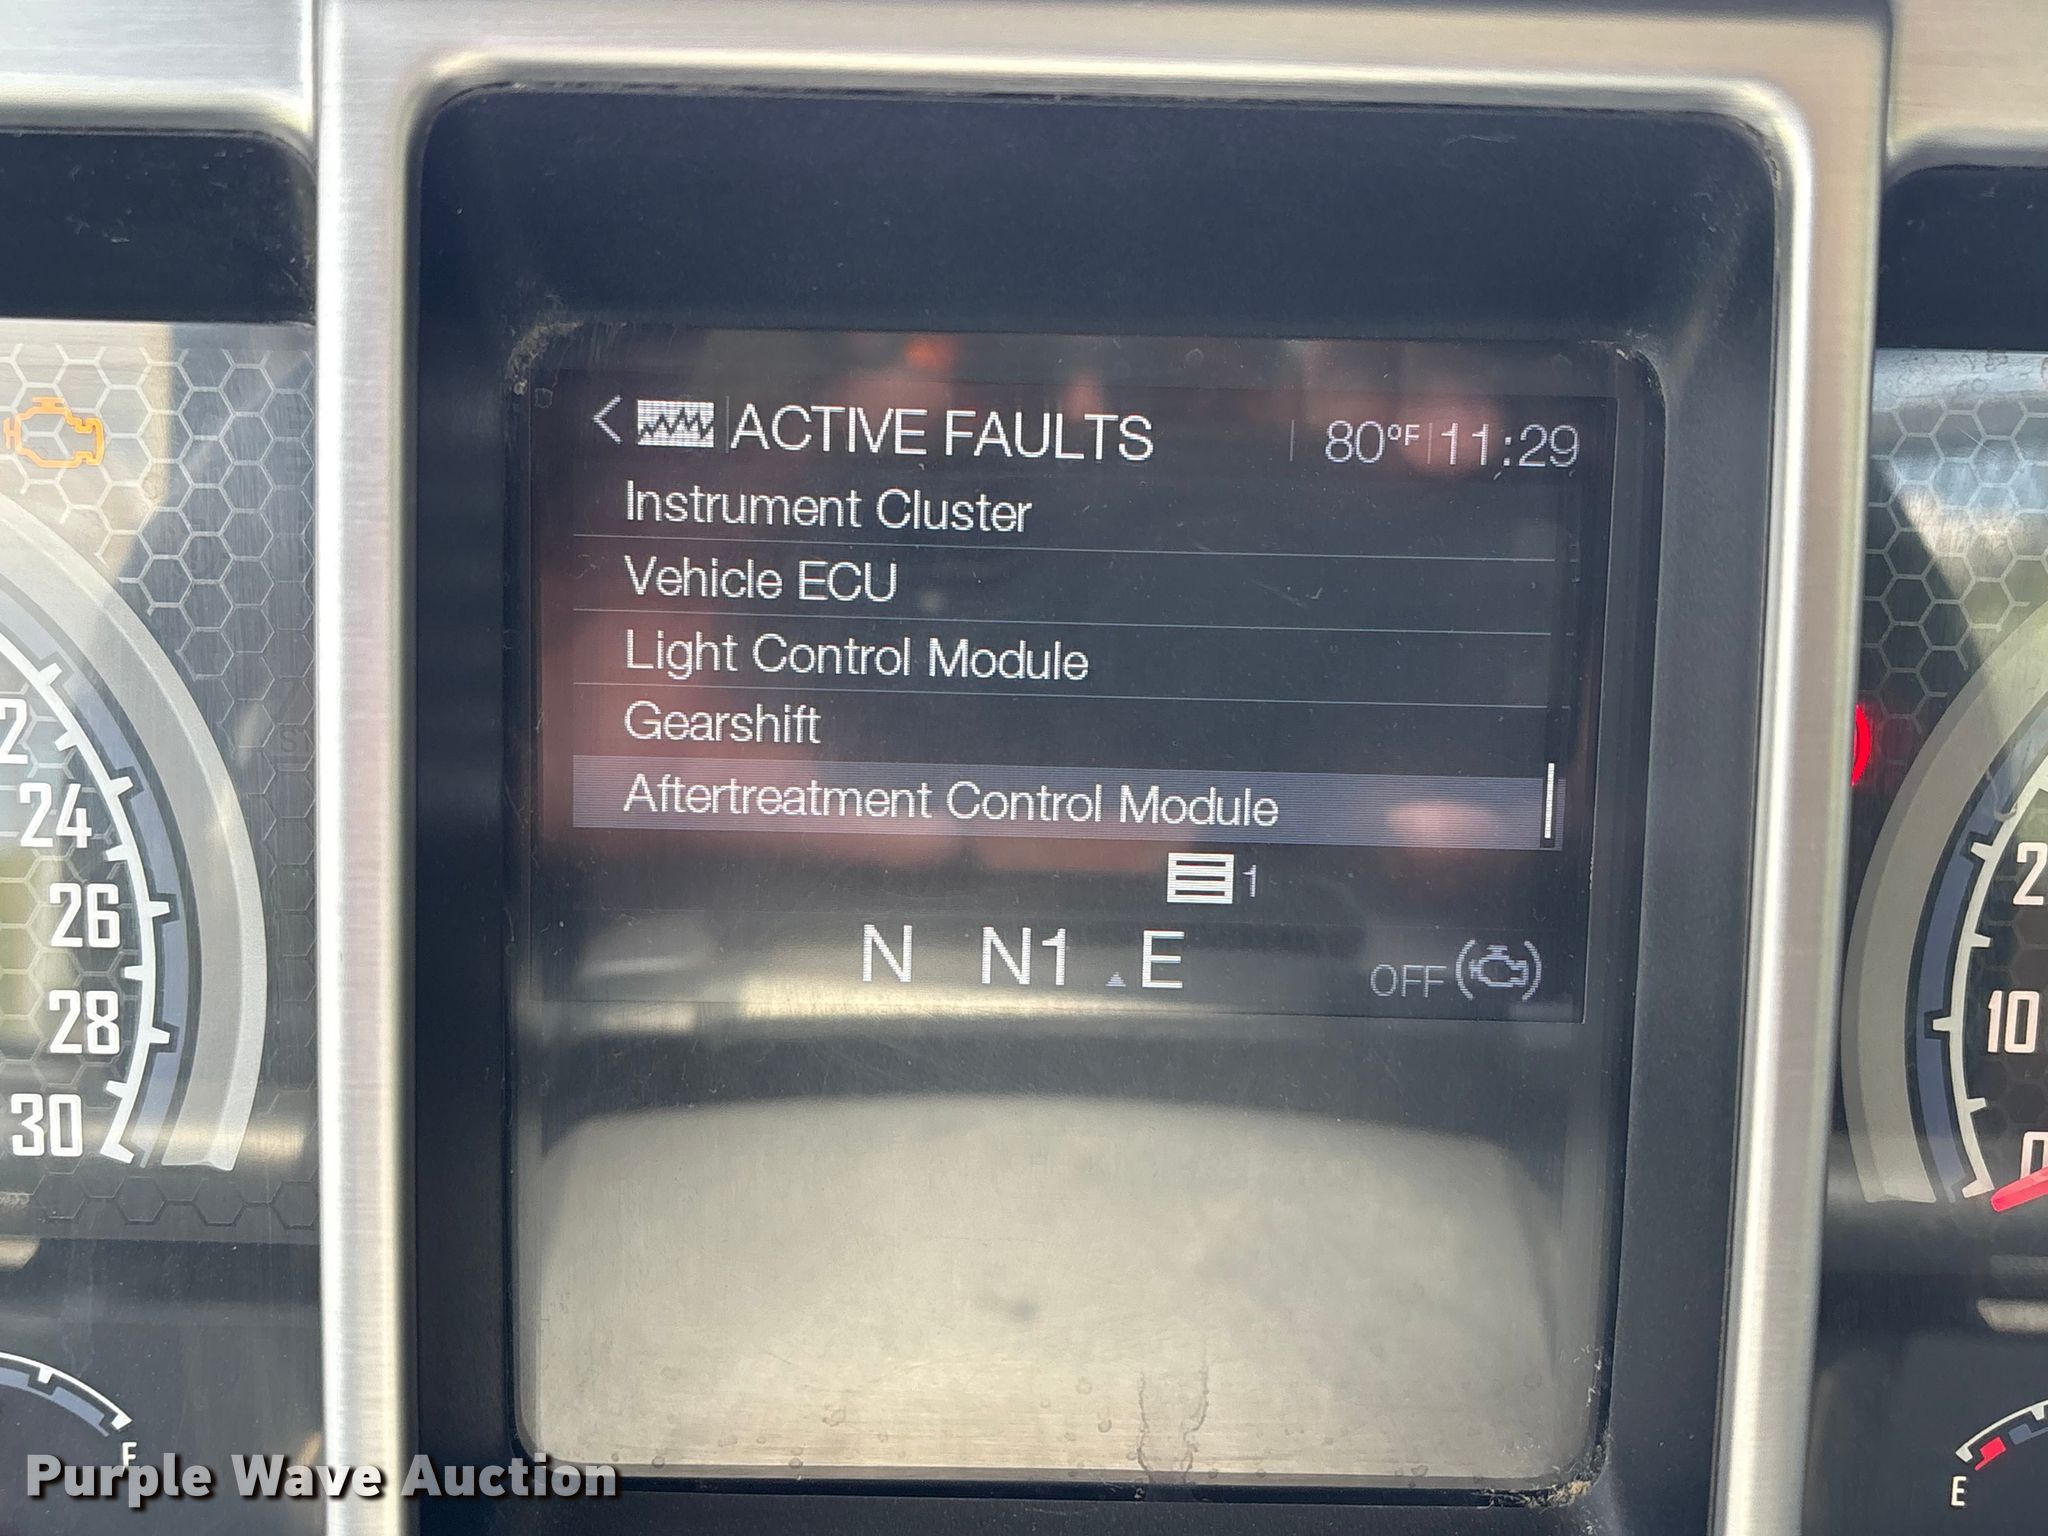 ACTIVE FAULTS 80°F 11:29
Instrument Cluster
Vehicle ECU
Light Control Module
Gearshift
Aftertreatment Control Module
1
N N1 E
OFF
24
26
28
30
10
0
F
E
Purple Wave Auction